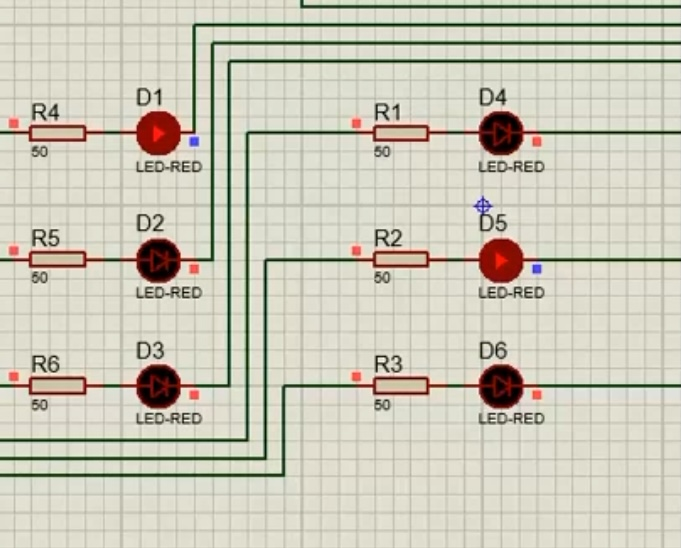 D1
R4
50
LED-RED
D4
R1
50
LED-RED
D2
R5
50
LED-RED
D5
R2
50
LED-RED
D3
R6
50
LED-RED
D6
R3
50
LED-RED